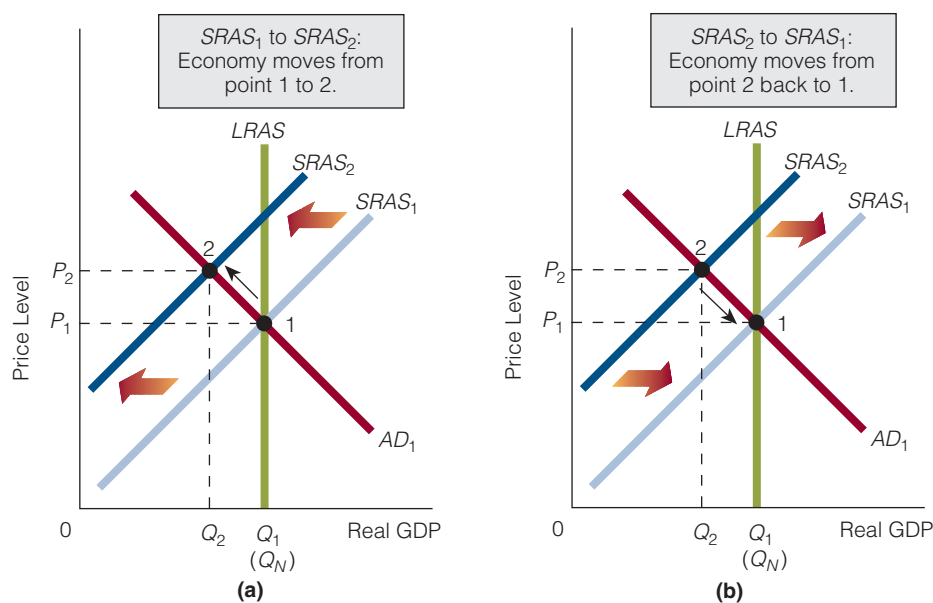 SRAS₁ to SRAS₂:
Economy moves from
point 1 to 2.
LRAS
SRAS₂
SRAS₁
2
P₂
P₁
1
Price Level
AD₁
0
Q₂
Q₁
Real GDP
(Q_N)
(a)
SRAS₂ to SRAS₁:
Economy moves from
point 2 back to 1.
LRAS
SRAS₂
SRAS₁
2
P₂
P₁
1
Price Level
AD₁
0
Q₂
Q₁
Real GDP
(Q_N)
(b)